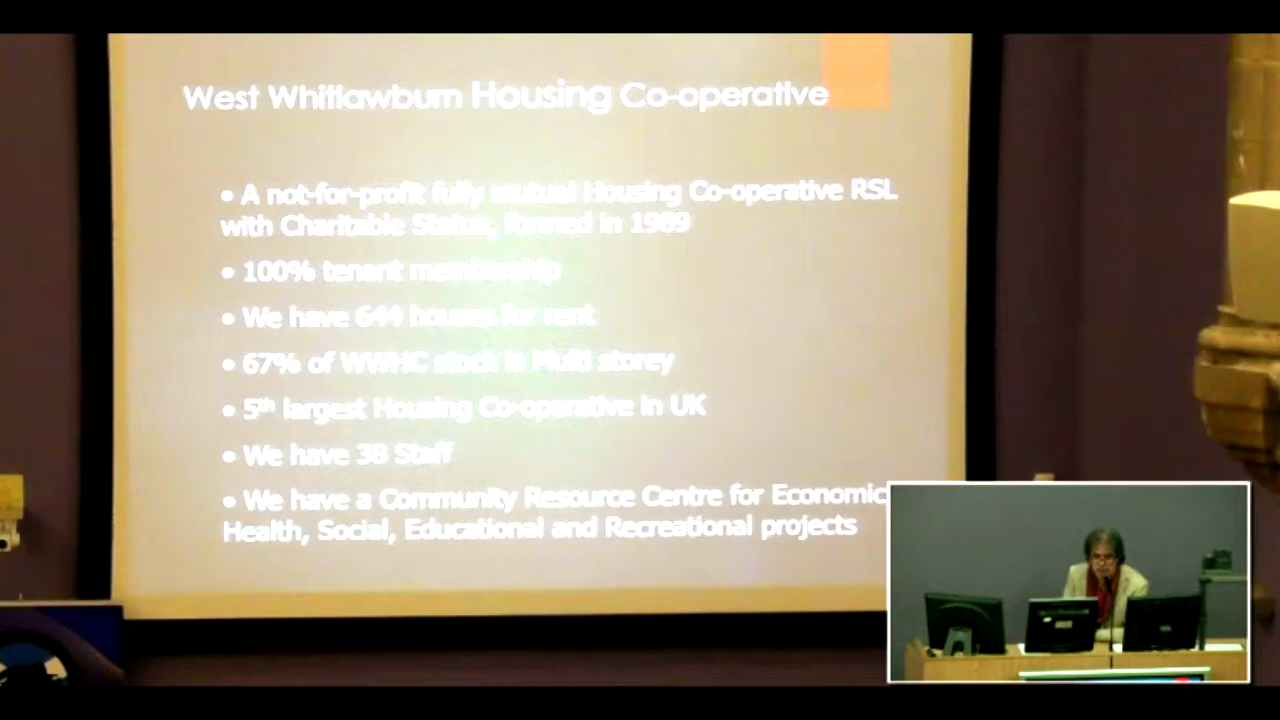 West Whitlawburn Housing Co-operative
• A not-for-profit fully mutual Housing Co-operative RSL
with Charitable Status, formed in 1989
• 100% tenant membership
• We have 644 houses for rent
• 67% of WWHC stock is Multi storey
• 5th largest Housing Co-operative in UK
• We have 38 Staff
• We have a Community Resource Centre for Economic
Health, Social, Educational and Recreational projects